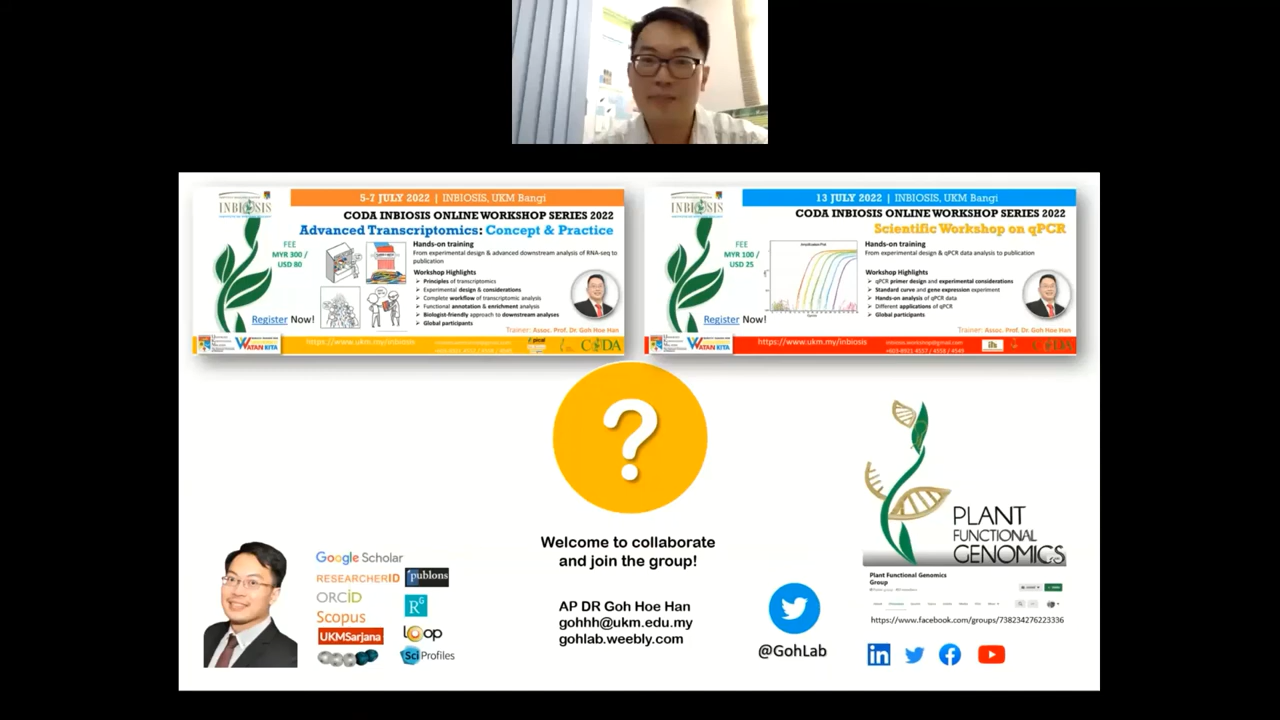 5-7 JULY 2022 | INBIOSIS, UKM Bangi
INBIOSIS
CODA INBIOSIS ONLINE WORKSHOP SERIES 2022
Advanced Transcriptomics: Concept & Practice
FEE
MYR 300 /
USD 80
Hands-on training
From experimental design & advanced downstream analysis of RNA-seq to
publication
Workshop Highlights
Principles of transcriptomics
Experimental design & considerations
Complete workflow of transcriptomic analysis
Functional annotation & enrichment analysis
Biologist-friendly approach to downstream analyses
Global participants
Register Now!
Trainer: Assoc. Prof. Dr. Goh Hoe Han
WATAN KITA
https://www.ukm.my/inbiosis
CODA
13 JULY 2022 | INBIOSIS, UKM Bangi
INBIOSIS
CODA INBIOSIS ONLINE WORKSHOP SERIES 2022
Scientific Workshop on qPCR
FEE
MYR 100 /
USD 25
Hands-on training
From experimental design & qPCR data analysis to publication
Workshop Highlights
qPCR primer design and experimental considerations
Standard curve and gene expression experiment
Hands-on analysis of qPCR data
Different applications of qPCR
Global participants
Register Now!
Trainer: Assoc. Prof. Dr. Goh Hoe Han
WATAN KITA
https://www.ukm.my/inbiosis
?
Welcome to collaborate
and join the group!
AP DR Goh Hoe Han
gohhh@ukm.edu.my
gohlab.weebly.com
Google Scholar
RESEARCHERID publons
ORCID
RG
Scopus
UKMSarjana loop
SciProfiles
@GohLab
PLANT
FUNCTIONAL
GENOMICS
Plant Functional Genomics
Group
https://www.facebook.com/groups/738234276223336
in